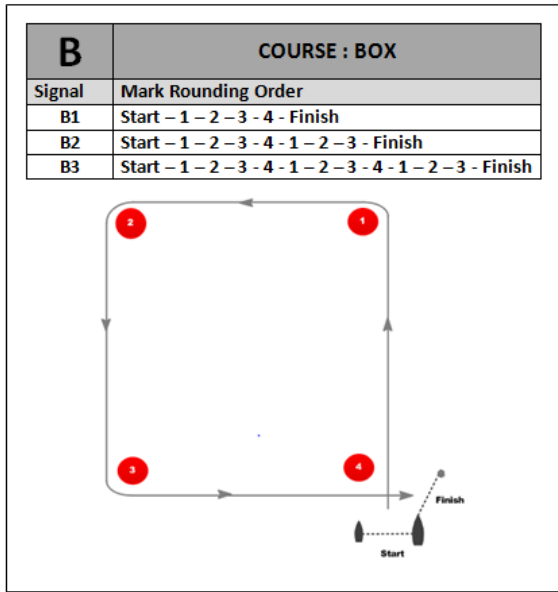 B COURSE : BOX
Signal Mark Rounding Order
B1 Start – 1 – 2 – 3 - 4 - Finish
B2 Start – 1 – 2 – 3 - 4 - 1 – 2 – 3 - Finish
B3 Start – 1 – 2 – 3 - 4 - 1 – 2 – 3 - 4 - 1 – 2 – 3 - Finish
2 1
3 4
Finish
Start